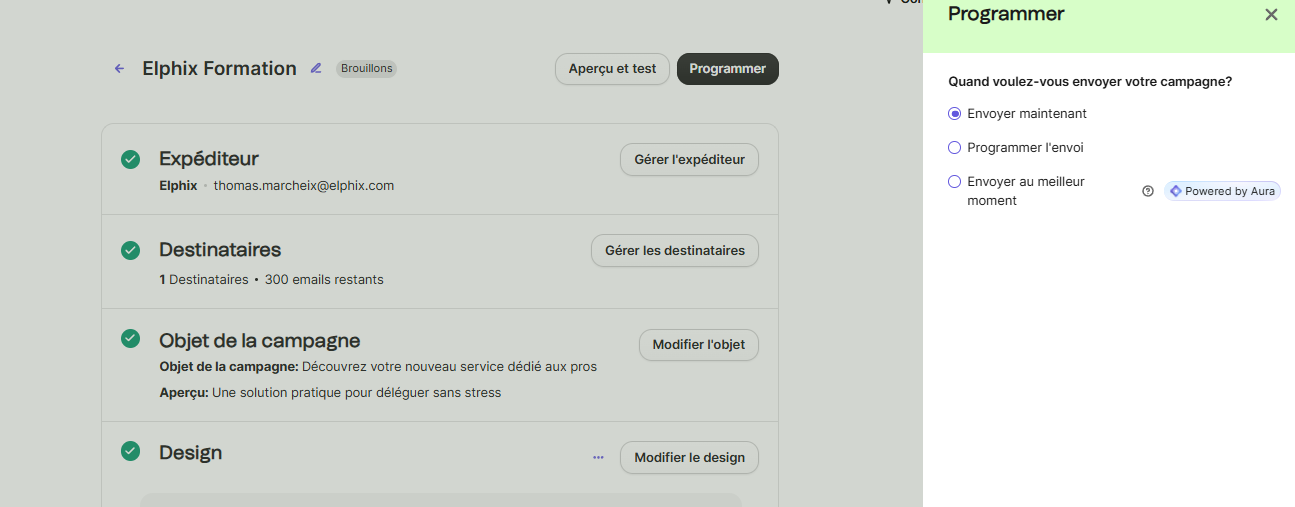 Programmer
Elphix Formation
Brouillons
Aperçu et test
Programmer
Expéditeur
Gérer l'expéditeur
Elphix • thomas.marcheix@elphix.com
Destinataires
Gérer les destinataires
1 Destinataires • 300 emails restants
Objet de la campagne
Modifier l'objet
Objet de la campagne: Découvrez votre nouveau service dédié aux pros
Aperçu: Une solution pratique pour déléguer sans stress
Design
Modifier le design
Quand voulez-vous envoyer votre campagne?
Envoyer maintenant
Programmer l'envoi
Envoyer au meilleur
moment
Powered by Aura